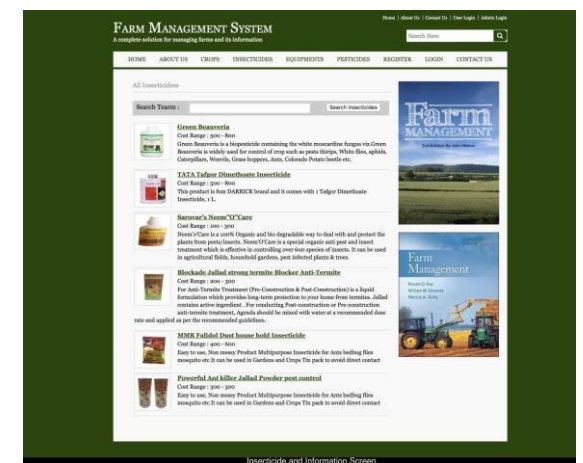 Home | About Us | Contact Us | User Login | Admin Login
FARM MANAGEMENT SYSTEM
A complete solution for managing farms and its information
Search Here
HOME ABOUT US CROPS INSECTICIDES EQUIPMENTS PESTICIDES REGISTER LOGIN CONTACT US
All Insecticidess
Search Tearm : Search Insecticides
Green Beauveria
Cost Range : 500 - 800
Green Beauveria is a biopesticide containing the white muscardine fungus viz.Green
Beauveria is widely used for control of crop such as pests thirips, White flies, aphids,
Caterpillars, Weevils, Grass hoppers, Ants, Colorado Potato beetle etc.
TATA Tafgor Dimethoate Insecticide
Cost Range : 500 - 800
This product is fom DARRICK brand and it comes with 1 Tafgor Dimethoate
Insecticide, 1 L.
Sarovar's Neem"O"Care
Cost Range : 100 - 300
Neem'o'Care is a 100% Organic and bio degradable way to deal with and protect the
plants from pests/insects. Neem'O'Care is a special organic anti pest and insect
treatment which is effective in controlling over 600 species of insects. It can be used
in agricultural fields, household gardens, pest infected plants & trees.
Blockade Jallad strong termite Blocker Anti-Termite
Cost Range : 200 - 300
For Anti-Termite Treatment (Pre-Construction & Post-Construction) is a liquid
formulation which provides long-term protection to your home from termites. Jallad
contains active ingredient . For conducting Post-construction or Pre-construction
anti-termite treatment, Agenda should be mixed with water at a recommended dose
rate and applied as per the recommended guidelines.
MMR Falidol Dust house hold Insecticide
Cost Range : 400 - 600
Easy to use, Non messy Product Multipurpose Insecticide for Ants bedbug flies
mosquito etc It can be used in Gardens and Crops Tin pack to avoid direct contact
Powerful Ant killer Jallad Powder pest control
Cost Range : 300 - 500
Easy to use, Non messy Product Multipurpose Insecticide for Ants bedbug flies
mosquito etc It can be used in Gardens and Crops Tin pack to avoid direct contact
Farm
MANAGEMENT
2nd Edition By John Mason
Farm
Management
Ronald D. Kay
William M. Edwards
Patricia A. Duffy
Insecticide and Information Screen